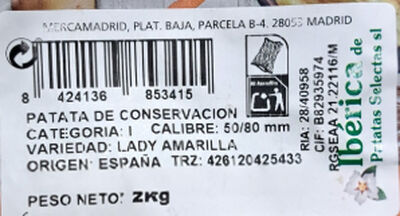 MERCAMADRID, PLAT. BAJA, PARCELA B-4. 28053 MADRID
8 424136 853415
PATATA DE CONSERVACION
CATEGORIA: I CALIBRE: 50/80 mm
VARIEDAD: LADY AMARILLA
ORIGEN: ESPAÑA TRZ: 426120425433
PESO NETO: 2Kg
RIA: 28/40958
CIF: B82935974
RGSEAA 21.22116/M
Ibérica de
Patatas Selectas sl